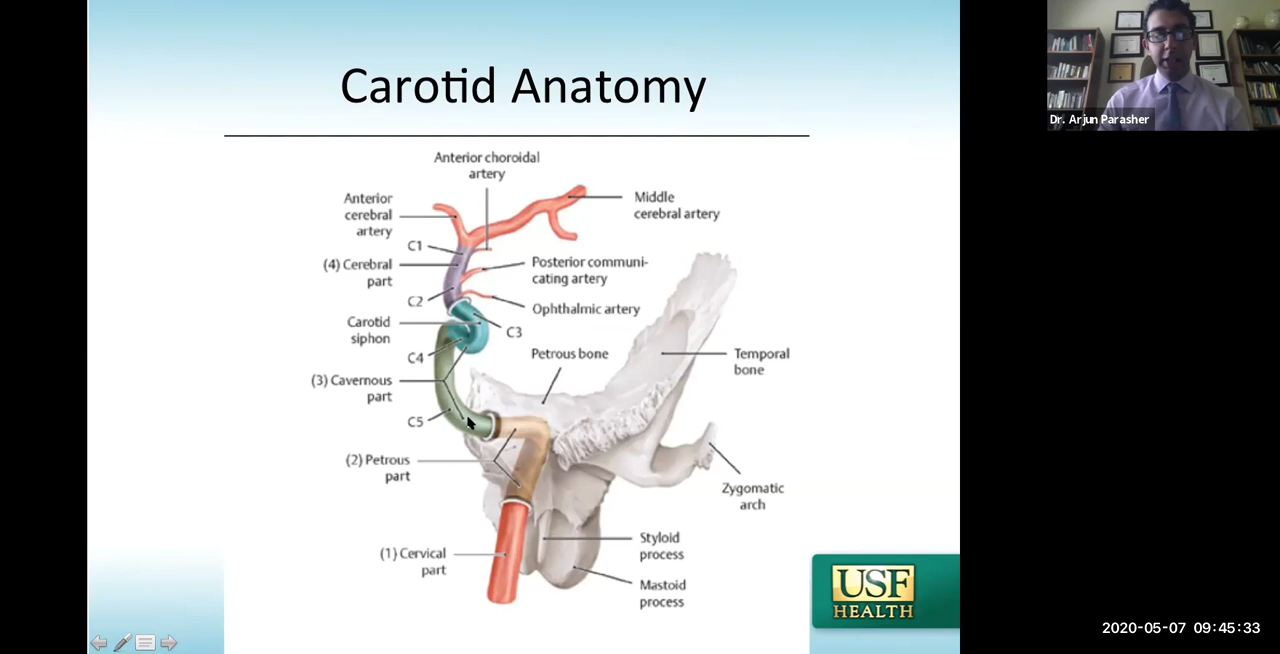 Carotid Anatomy
Anterior choroidal
artery
Anterior
cerebral
artery
Middle
cerebral artery
C1
(4) Cerebral
part
Posterior communi-
cating artery
C2
Ophthalmic artery
Carotid
siphon
C3
C4
Petrous bone
Temporal
bone
(3) Cavernous
part
C5
(2) Petrous
part
Zygomatic
arch
(1) Cervical
part
Styloid
process
Mastoid
process
USF
HEALTH
Dr. Arjun Parasher
2020-05-07 09:45:33